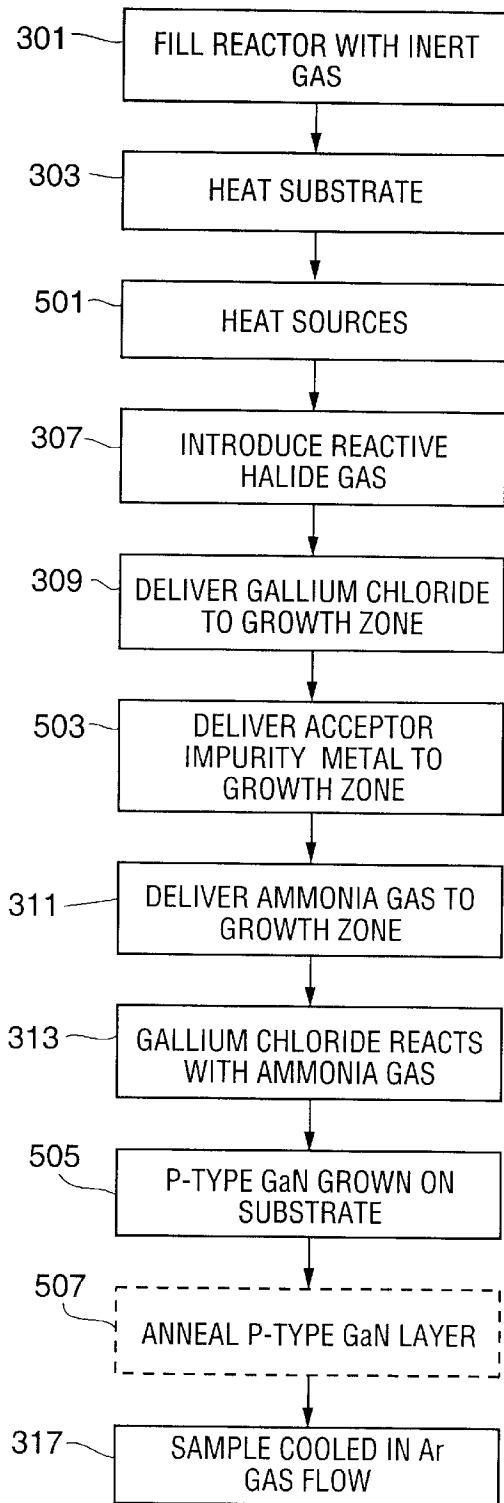 301
FILL REACTOR WITH INERT
GAS
303
HEAT SUBSTRATE
501
HEAT SOURCES
307
INTRODUCE REACTIVE
HALIDE GAS
309
DELIVER GALLIUM CHLORIDE
TO GROWTH ZONE
503
DELIVER ACCEPTOR
IMPURITY METAL TO
GROWTH ZONE
311
DELIVER AMMONIA GAS TO
GROWTH ZONE
313
GALLIUM CHLORIDE REACTS
WITH AMMONIA GAS
505
P-TYPE GaN GROWN ON
SUBSTRATE
507
ANNEAL P-TYPE GaN LAYER
317
SAMPLE COOLED IN Ar
GAS FLOW